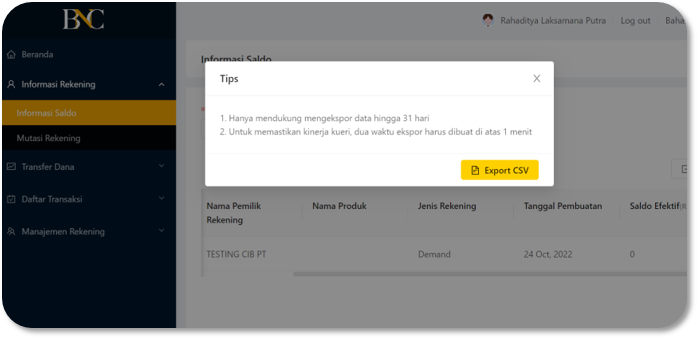 BNC
Rahaditya Laksamana Putra Log out Baha
Beranda
Informasi Rekening
Informasi Saldo
Mutasi Rekening
Transfer Dana
Daftar Transaksi
Manajemen Rekening
Informasi Saldo
Tips
1. Hanya mendukung mengekspor data hingga 31 hari
2. Untuk memastikan kinerja kueri, dua waktu ekspor harus dibuat di atas 1 menit
Export CSV
Nama Pemilik Rekening Nama Produk Jenis Rekening Tanggal Pembuatan Saldo Efektif
TESTING CIB PT Demand 24 Oct, 2022 0